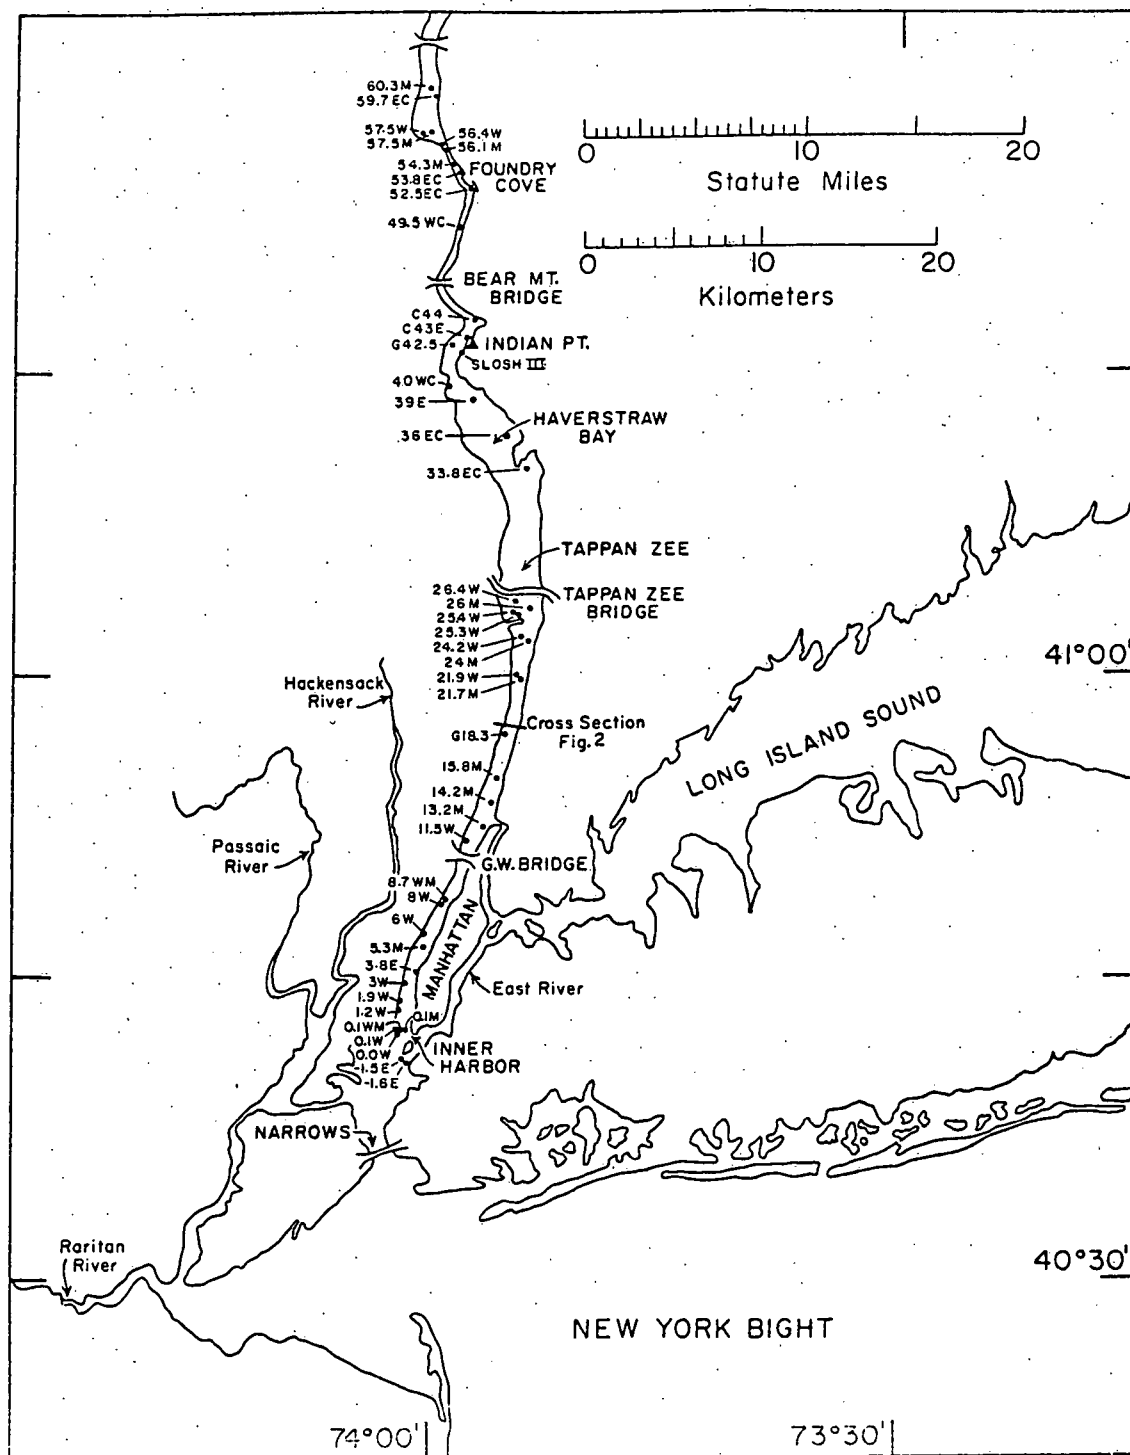 60.3M
59.7EC
57.5W
57.5M
56.4W
56.1M
54.3M
53.8EC
52.5EC
FOUNDRY
COVE
49.5WC
0 10 20
Statute Miles
0 10 20
Kilometers
BEAR MT.
BRIDGE
C44
C43E
G42.5
INDIAN PT.
SLOSH III
40WC
39E
HAVERSTRAW
BAY
36EC
33.8EC
TAPPAN ZEE
26.4W
26M
25.4W
25.3W
24.2W
24M
21.9W
21.7M
TAPPAN ZEE
BRIDGE
41°00'
Hackensack
River
LONG ISLAND SOUND
G18.3
Cross Section
Fig.2
15.8M
14.2M
13.2M
11.5W
Passaic
River
G.W. BRIDGE
8.7WM
8W
6W
5.3M
3.8E
3W
1.9W
1.2W
0.1WM
0.1M
0.1W
0.0W
-1.5E
-1.6E
MANHATTAN
East River
INNER
HARBOR
NARROWS
Raritan
River
40°30'
NEW YORK BIGHT
74°00'
73°30'